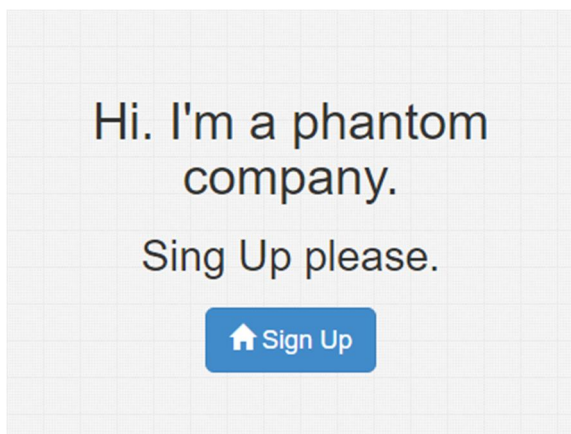 Hi. I'm a phantom
company.
Sing Up please.
Sign Up